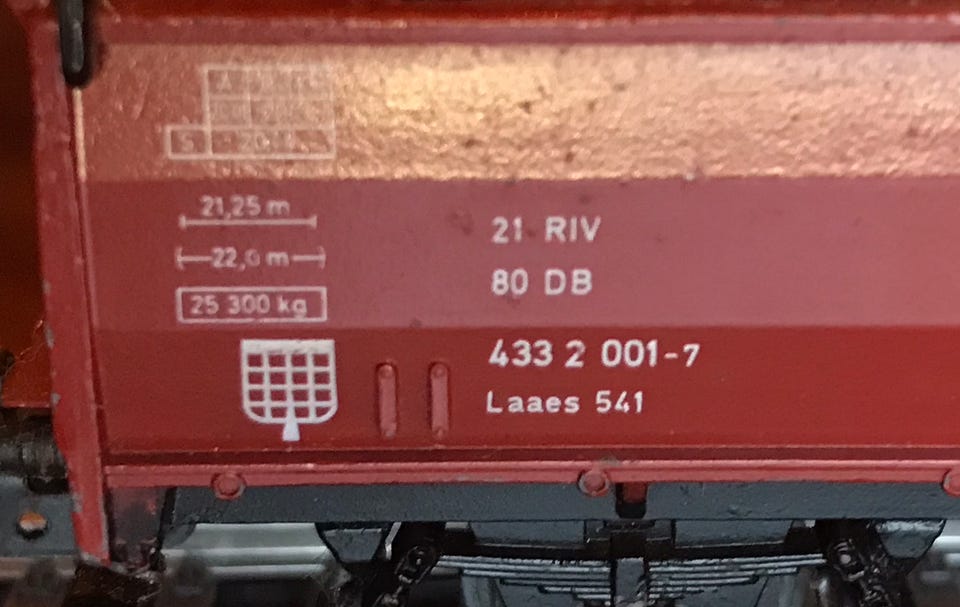 21,25 m
22,0 m
25 300 kg
21 RIV
80 DB
433 2 001-7
Laaes 541